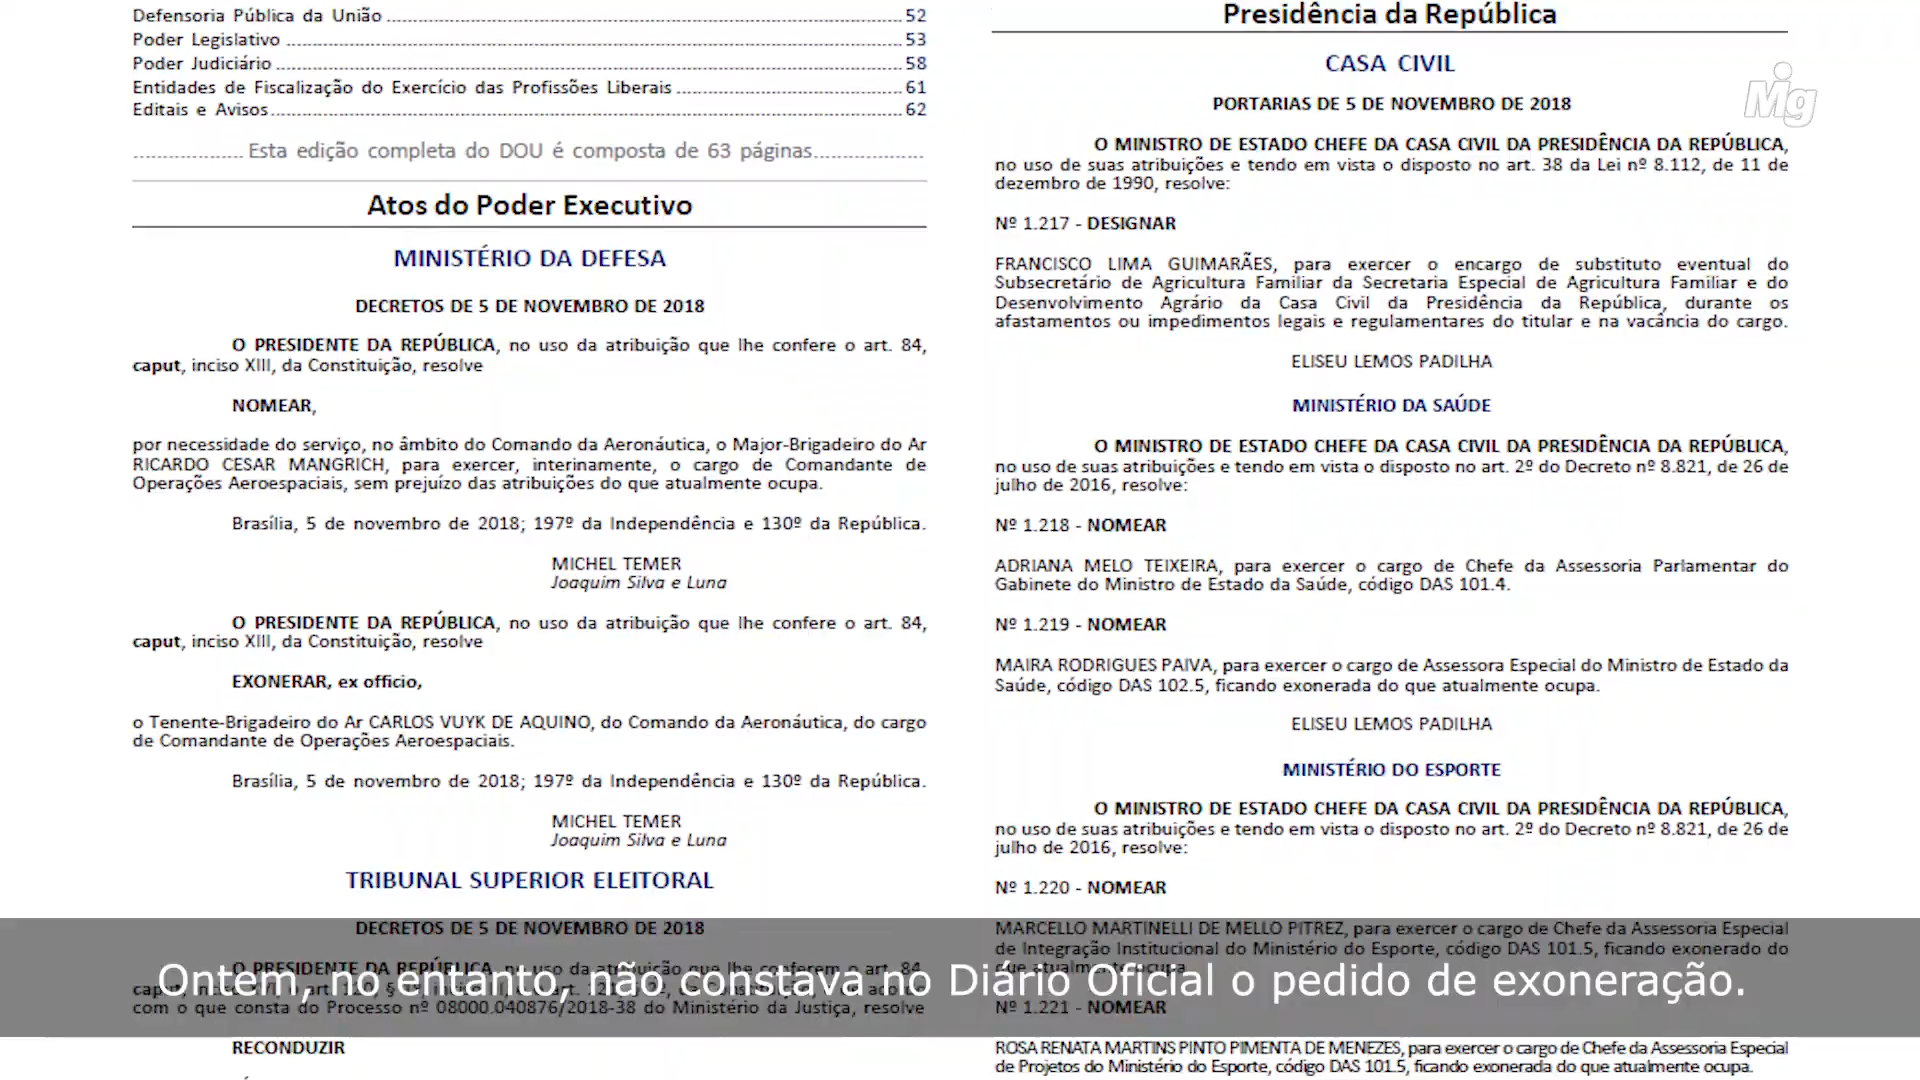 Defensoria Pública da União ........ 52
Poder Legislativo ........ 53
Poder Judiciário ........ 58
Entidades de Fiscalização do Exercício das Profissões Liberais ........ 61
Editais e Avisos ........ 62
........ Esta edição completa do DOU é composta de 63 páginas ........
Atos do Poder Executivo
MINISTÉRIO DA DEFESA
DECRETOS DE 5 DE NOVEMBRO DE 2018
O PRESIDENTE DA REPÚBLICA, no uso da atribuição que lhe confere o art. 84,
caput, inciso XIII, da Constituição, resolve
NOMEAR,
por necessidade do serviço, no âmbito do Comando da Aeronáutica, o Major-Brigadeiro do Ar
RICARDO CESAR MANGRICH, para exercer, interinamente, o cargo de Comandante de
Operações Aeroespaciais, sem prejuízo das atribuições do que atualmente ocupa.
Brasília, 5 de novembro de 2018; 197º da Independência e 130º da República.
MICHEL TEMER
Joaquim Silva e Luna
O PRESIDENTE DA REPÚBLICA, no uso da atribuição que lhe confere o art. 84,
caput, inciso XIII, da Constituição, resolve
EXONERAR, ex officio,
o Tenente-Brigadeiro do Ar CARLOS VUYK DE AQUINO, do Comando da Aeronáutica, do cargo
de Comandante de Operações Aeroespaciais.
Brasília, 5 de novembro de 2018; 197º da Independência e 130º da República.
MICHEL TEMER
Joaquim Silva e Luna
TRIBUNAL SUPERIOR ELEITORAL
DECRETOS DE 5 DE NOVEMBRO DE 2018
O PRESIDENTE DA REPÚBLICA, no uso da atribuição que lhe conferem o art. 84,
com o que consta do Processo nº 08000.040876/2018-38 do Ministério da Justiça, resolve
RECONDUZIR
Presidência da República
CASA CIVIL
PORTARIAS DE 5 DE NOVEMBRO DE 2018
O MINISTRO DE ESTADO CHEFE DA CASA CIVIL DA PRESIDÊNCIA DA REPÚBLICA,
no uso de suas atribuições e tendo em vista o disposto no art. 38 da Lei nº 8.112, de 11 de
dezembro de 1990, resolve:
Nº 1.217 - DESIGNAR
FRANCISCO LIMA GUIMARÃES, para exercer o encargo de substituto eventual do
Subsecretário de Agricultura Familiar da Secretaria Especial de Agricultura Familiar e do
Desenvolvimento Agrário da Casa Civil da Presidência da República, durante os
afastamentos ou impedimentos legais e regulamentares do titular e na vacância do cargo.
ELISEU LEMOS PADILHA
MINISTÉRIO DA SAÚDE
O MINISTRO DE ESTADO CHEFE DA CASA CIVIL DA PRESIDÊNCIA DA REPÚBLICA,
no uso de suas atribuições e tendo em vista o disposto no art. 2º do Decreto nº 8.821, de 26 de
julho de 2016, resolve:
Nº 1.218 - NOMEAR
ADRIANA MELO TEIXEIRA, para exercer o cargo de Chefe da Assessoria Parlamentar do
Gabinete do Ministro de Estado da Saúde, código DAS 101.4.
Nº 1.219 - NOMEAR
MAIRA RODRIGUES PAIVA, para exercer o cargo de Assessora Especial do Ministro de Estado da
Saúde, código DAS 102.5, ficando exonerada do que atualmente ocupa.
ELISEU LEMOS PADILHA
MINISTÉRIO DO ESPORTE
O MINISTRO DE ESTADO CHEFE DA CASA CIVIL DA PRESIDÊNCIA DA REPÚBLICA,
no uso de suas atribuições e tendo em vista o disposto no art. 2º do Decreto nº 8.821, de 26 de
julho de 2016, resolve:
Nº 1.220 - NOMEAR
MARCELLO MARTINELLI DE MELLO PITREZ, para exercer o cargo de Chefe da Assessoria Especial
de Integração Institucional do Ministério do Esporte, código DAS 101.5, ficando exonerado do
que atualmente ocupa.
Nº 1.221 - NOMEAR
ROSA RENATA MARTINS PINTO PIMENTA DE MENEZES, para exercer o cargo de Chefe da Assessoria Especial
de Projetos do Ministério do Esporte, código DAS 101.5, ficando exonerada do que atualmente ocupa.
Mg
Ontem, no entanto, não constava no Diário Oficial o pedido de exoneração.